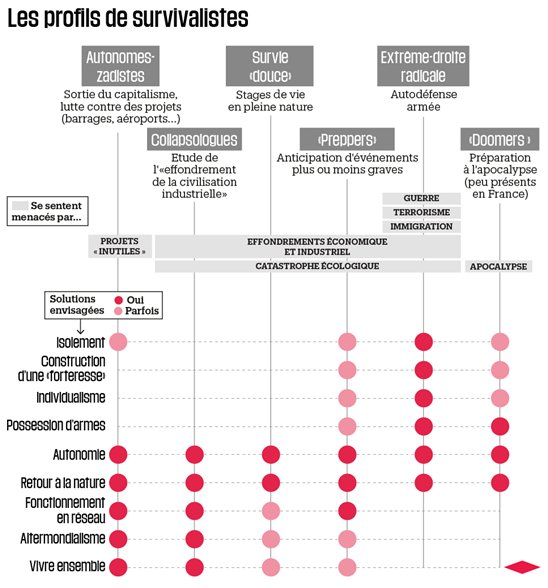 Les profils de survivalistes
Autonomes-
zadistes
Sortie du capitalisme,
lutte contre des projets
(barrages, aéroports...)
Survie
«douce»
Stages de vie
en pleine nature
Extrême-droite
radicale
Autodéfense
armée
Collapsologues
Etude de
l'«effondrement
de la civilisation
industrielle»
«Preppers»
Anticipation d'événements
plus ou moins graves
«Doomers »
Préparation
à l'apocalypse
(peu présents
en France)
Se sentent
menacés par...
GUERRE
TERRORISME
IMMIGRATION
PROJETS
« INUTILES »
EFFONDREMENTS ÉCONOMIQUE
ET INDUSTRIEL
CATASTROPHE ÉCOLOGIQUE
APOCALYPSE
Solutions
envisagées
Oui
Parfois
Isolement
Construction
d'une «forteresse»
Individualisme
Possession d'armes
Autonomie
Retour à la nature
Fonctionnement
en réseau
Altermondialisme
Vivre ensemble